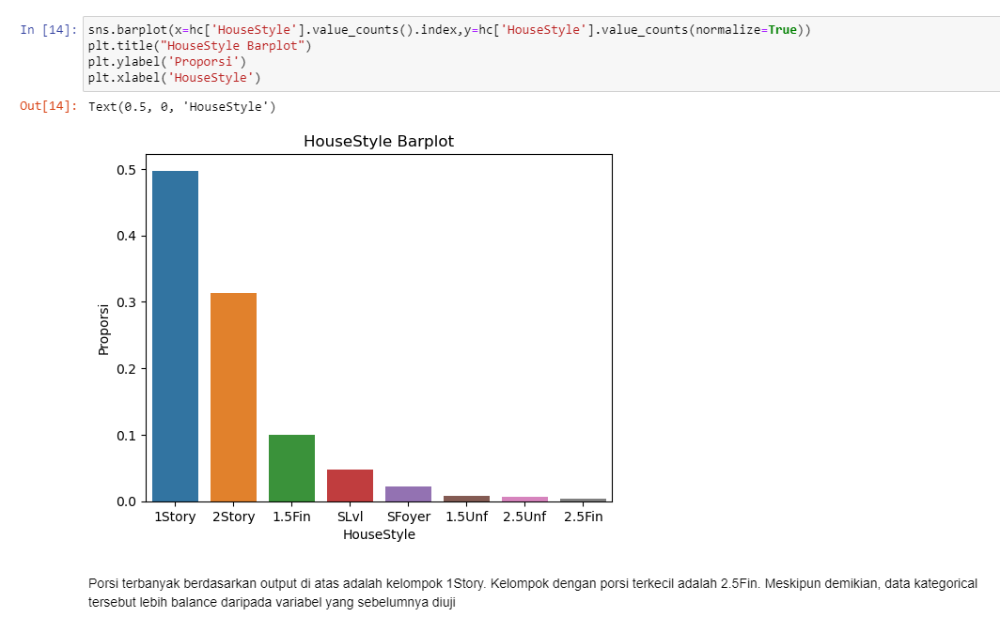 In [14]: sns.barplot(x=hc['HouseStyle'].value_counts().index,y=hc['HouseStyle'].value_counts(normalize=True))
plt.title("HouseStyle Barplot")
plt.ylabel('Proporsi')
plt.xlabel('HouseStyle')
Out[14]: Text(0.5, 0, 'HouseStyle')
HouseStyle Barplot
0.5
0.4
0.3
0.2
0.1
0.0
Proporsi
1Story 2Story 1.5Fin SLvl SFoyer 1.5Unf 2.5Unf 2.5Fin
HouseStyle
Porsi terbanyak berdasarkan output di atas adalah kelompok 1Story. Kelompok dengan porsi terkecil adalah 2.5Fin. Meskipun demikian, data kategorical
tersebut lebih balance daripada variabel yang sebelumnya diuji